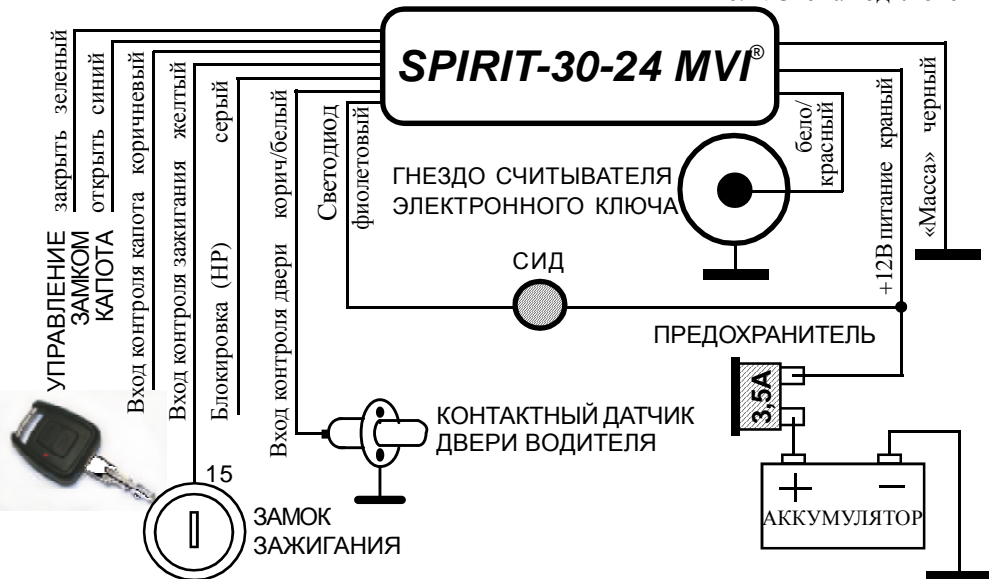 SPIRIT-30-24 MVI®
закрыть зеленый
открыть синий
УПРАВЛЕНИЕ
ЗАМКОМ
КАПОТА
Вход контроля капота коричневый
Вход контроля зажигания желтый
Блокировка (НР) серый
Вход контроля двери корич/белый
Светодиод
фиолетовый
бело/
красный
+12В питание краный
«Масса» черный
ГНЕЗДО СЧИТЫВАТЕЛЯ
ЭЛЕКТРОННОГО КЛЮЧА
СИД
ПРЕДОХРАНИТЕЛЬ
3,5А
КОНТАКТНЫЙ ДАТЧИК
ДВЕРИ ВОДИТЕЛЯ
15
ЗАМОК
ЗАЖИГАНИЯ
+ −
АККУМУЛЯТОР